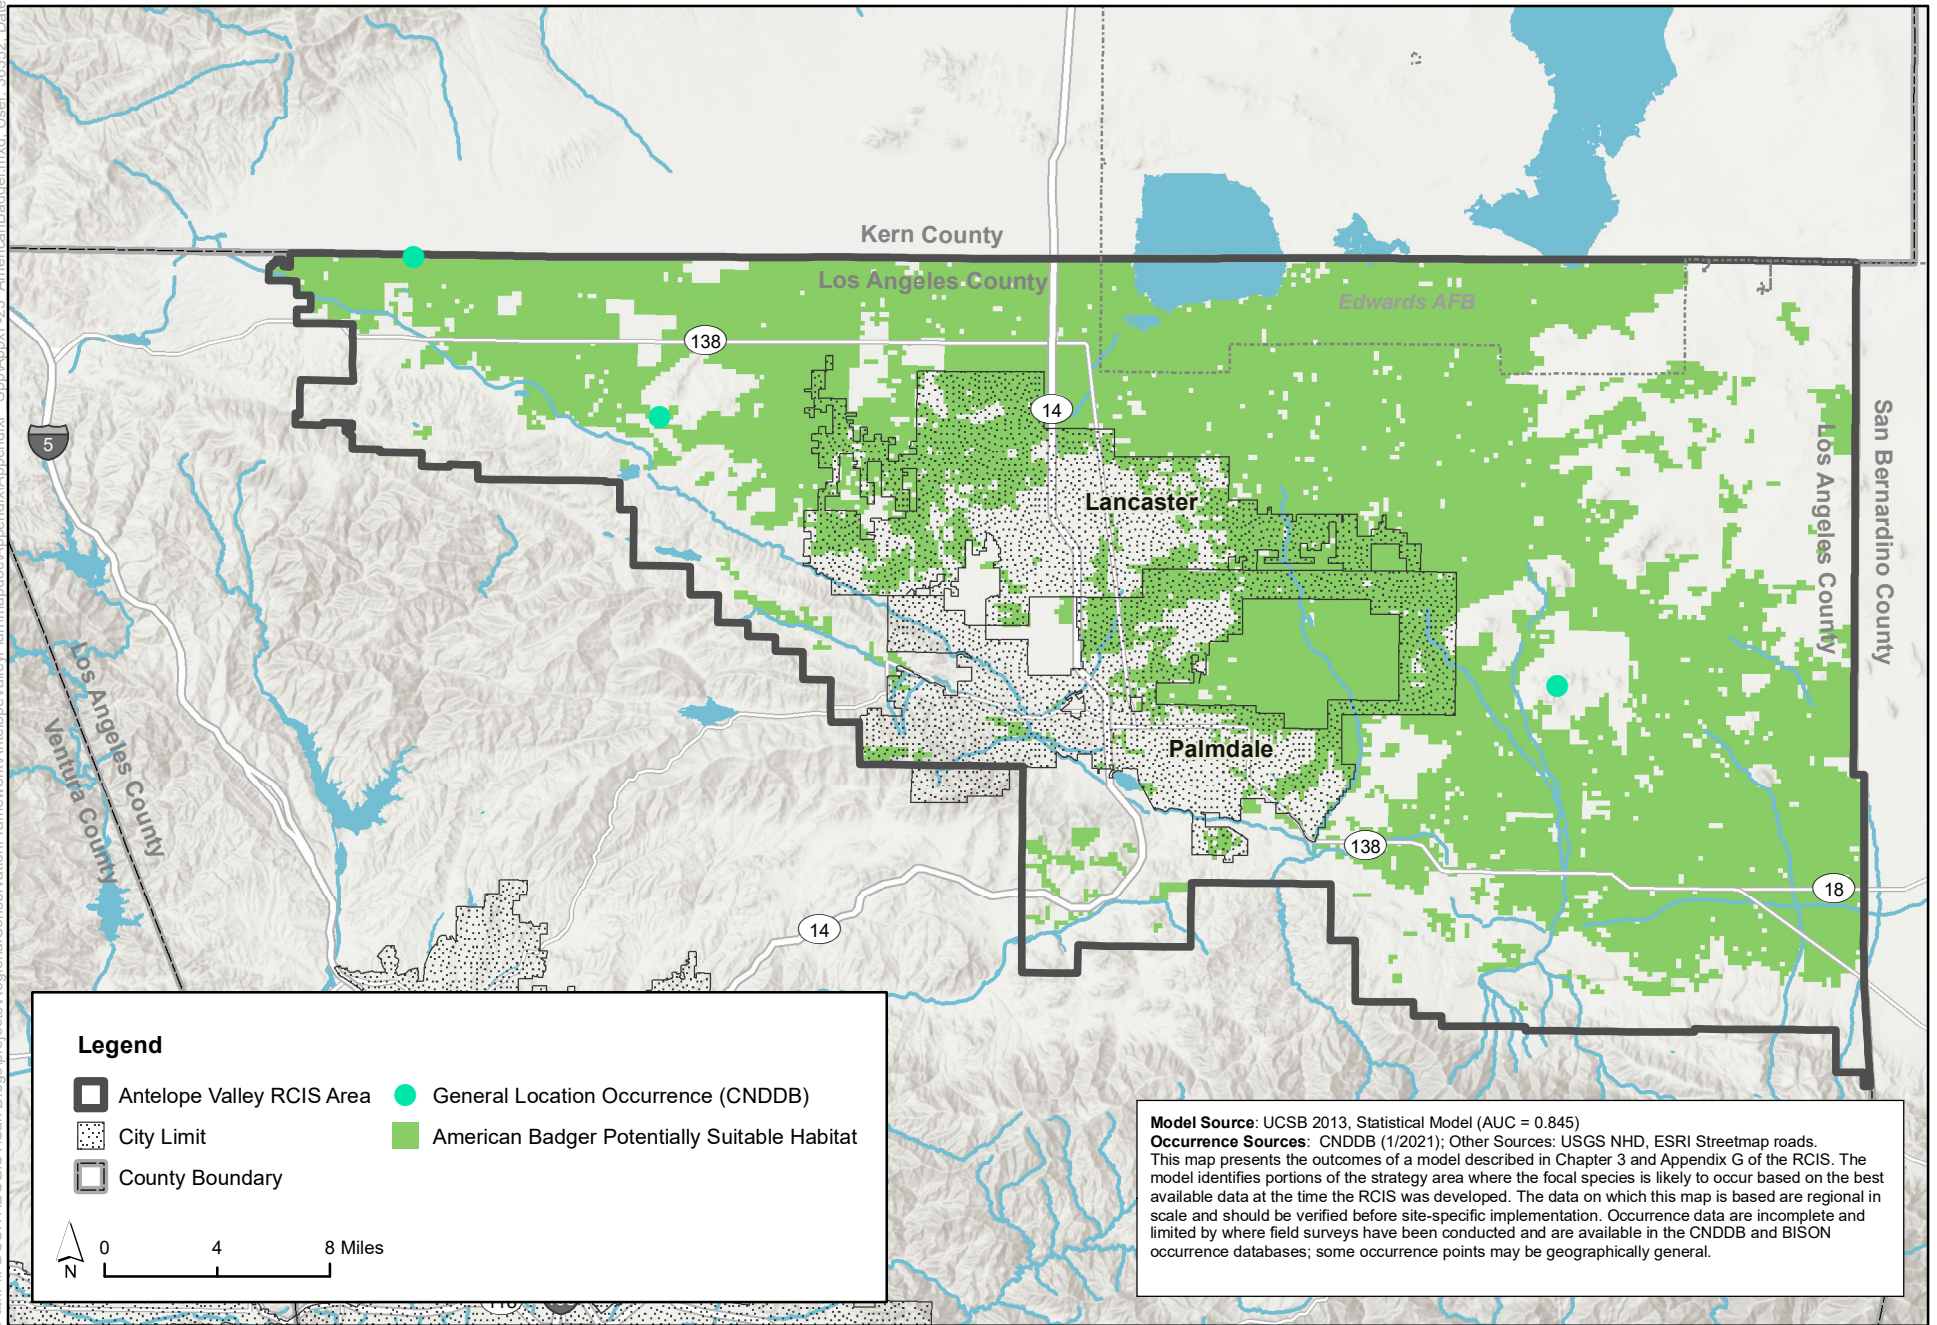 Kern County
Los Angeles County
Edwards AFB
138
14
5
Lancaster
San Bernardino County
Los Angeles County
Los Angeles County
Ventura County
Palmdale
138
18
14
Legend
Antelope Valley RCIS Area
General Location Occurrence (CNDDB)
City Limit
American Badger Potentially Suitable Habitat
County Boundary
0 4 8 Miles
N
Model Source: UCSB 2013, Statistical Model (AUC = 0.845)
Occurrence Sources: CNDDB (1/2021); Other Sources: USGS NHD, ESRI Streetmap roads.
This map presents the outcomes of a model described in Chapter 3 and Appendix G of the RCIS. The
model identifies portions of the strategy area where the focal species is likely to occur based on the best
available data at the time the RCIS was developed. The data on which this map is based are regional in
scale and should be verified before site-specific implementation. Occurrence data are incomplete and
limited by where field surveys have been conducted and are available in the CNDDB and BISON
occurrence databases; some occurrence points may be geographically general.